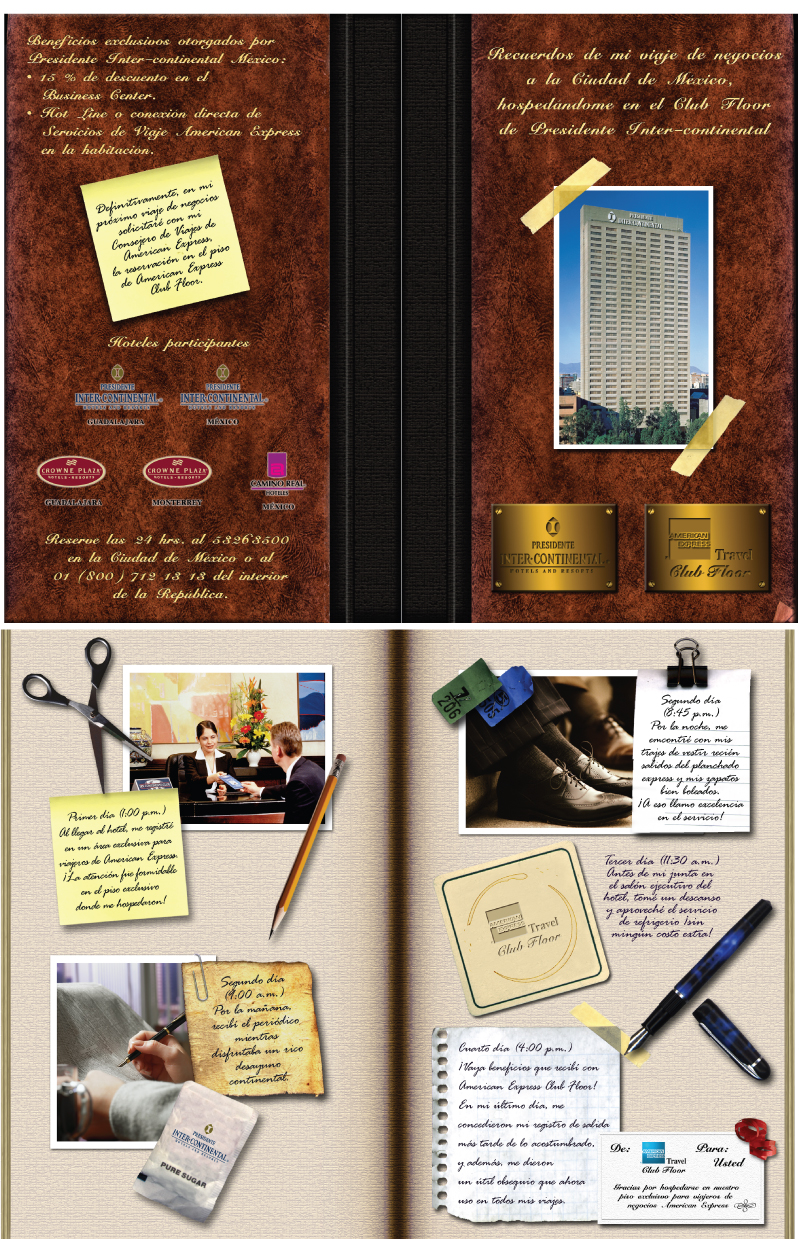 Beneficios exclusivos otorgados por
Presidente Inter-continental México:
• 15 % de descuento en el
Business Center.
• Hot Line o conexión directa de
Servicios de Viaje American Express
en la habitación.
Definitivamente, en mi
próximo viaje de negocios
solicitaré con mi
Consejero de Viajes de
American Express,
la reservación en el piso
de American Express
Club Floor.
Hoteles participantes
PRESIDENTE
INTER·CONTINENTAL
HOTELS AND RESORTS
GUADALAJARA
PRESIDENTE
INTER·CONTINENTAL
HOTELS AND RESORTS
MÉXICO
CROWNE PLAZA
HOTELS·RESORTS
GUADALAJARA
CROWNE PLAZA
HOTELS·RESORTS
MONTERREY
CAMINO REAL
HOTELES
MÉXICO
Reserve las 24 hrs. al 53263500
en la Ciudad de México o al
01 (800) 712 13 13 del interior
de la República.
Recuerdos de mi viaje de negocios
a la Ciudad de México,
hospedándome en el Club Floor
de Presidente Inter-continental
PRESIDENTE
INTER·CONTINENTAL
PRESIDENTE
INTER·CONTINENTAL
HOTELS AND RESORTS
AMERICAN
EXPRESS
Travel
Club Floor
Primer día (1:00 p.m.)
Al llegar al hotel, me registré
en un área exclusiva para
viajeros de American Express.
¡La atención fue formidable
en el piso exclusivo
donde me hospedaron!
Segundo día
(9:00 a.m.)
Por la mañana,
recibí el periódico,
mientras
disfrutaba un rico
desayuno
continental.
PRESIDENTE
INTER·CONTINENTAL
HOTELS AND RESORTS
PURE SUGAR
206
Segundo día
(8:45 p.m.)
Por la noche, me
encontré con mis
trajes de vestir recién
salidos del planchado
express y mis zapatos
bien boleados.
¡A eso llamo excelencia
en el servicio!
AMERICAN
EXPRESS
Travel
Club Floor
Tercer día (11:30 a.m.)
Antes de mi junta en
el salón ejecutivo del
hotel, tomé un descanso
y aproveché el servicio
de refrigerio ¡sin
ningún costo extra!
Cuarto día (4:00 p.m.)
¡Vaya beneficios que recibí con
American Express Club Floor!
En mi último día, me
concedieron mi registro de salida
más tarde de lo acostumbrado,
y además, me dieron
un útil obsequio que ahora
uso en todos mis viajes.
De:
Travel
Club Floor
Para:
Usted
Gracias por hospedarse en nuestro
piso exclusivo para viajeros de
negocios American Express